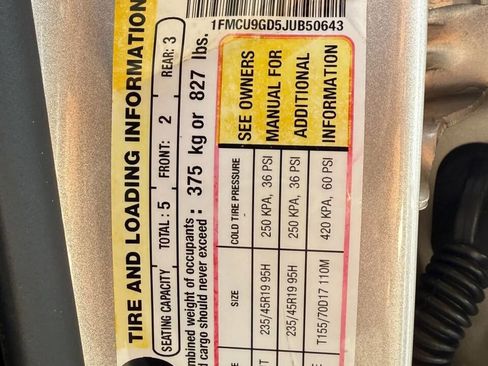 1FMCU9GD5JUB50643
TIRE AND LOADING INFORMATION
SEATING CAPACITY TOTAL: 5 FRONT: 2 REAR: 3
mbined weight of occupants
d cargo should never exceed : 375 kg or 827 lbs.
SIZE COLD TIRE PRESSURE
235/45R19 95H 250 KPA, 36 PSI
235/45R19 95H 250 KPA, 36 PSI
T155/70D17 110M 420 KPA, 60 PSI
SEE OWNERS
MANUAL FOR
ADDITIONAL
INFORMATION